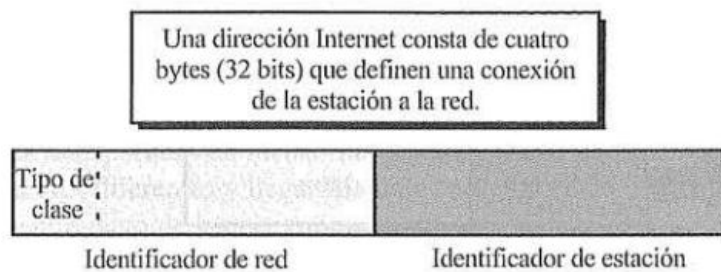 Una dirección Internet consta de cuatro
bytes (32 bits) que definen una conexión
de la estación a la red.
Tipo de
clase
Identificador de red
Identificador de estación